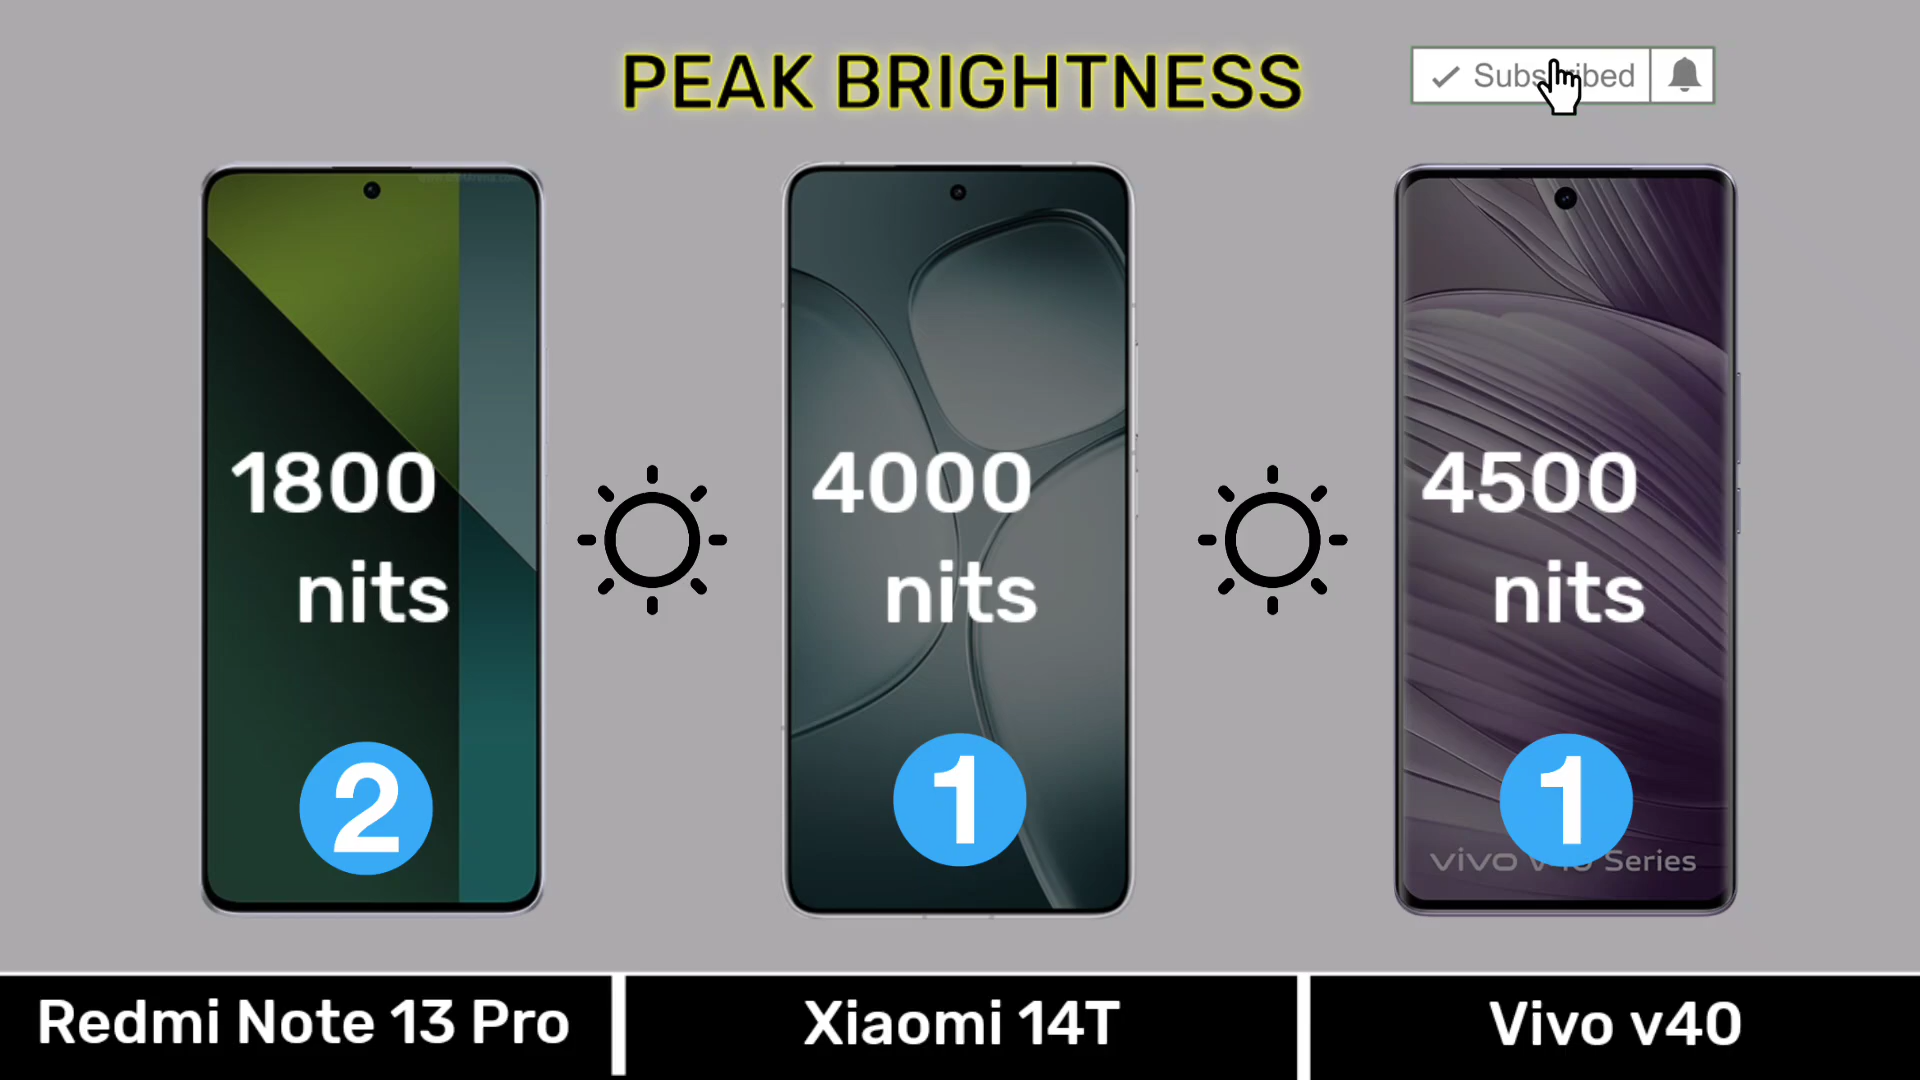 PEAK BRIGHTNESS
Subscribed
1800
nits
4000
nits
4500
nits
2
1
1
vivo V40 Series
Redmi Note 13 Pro
Xiaomi 14T
Vivo v40